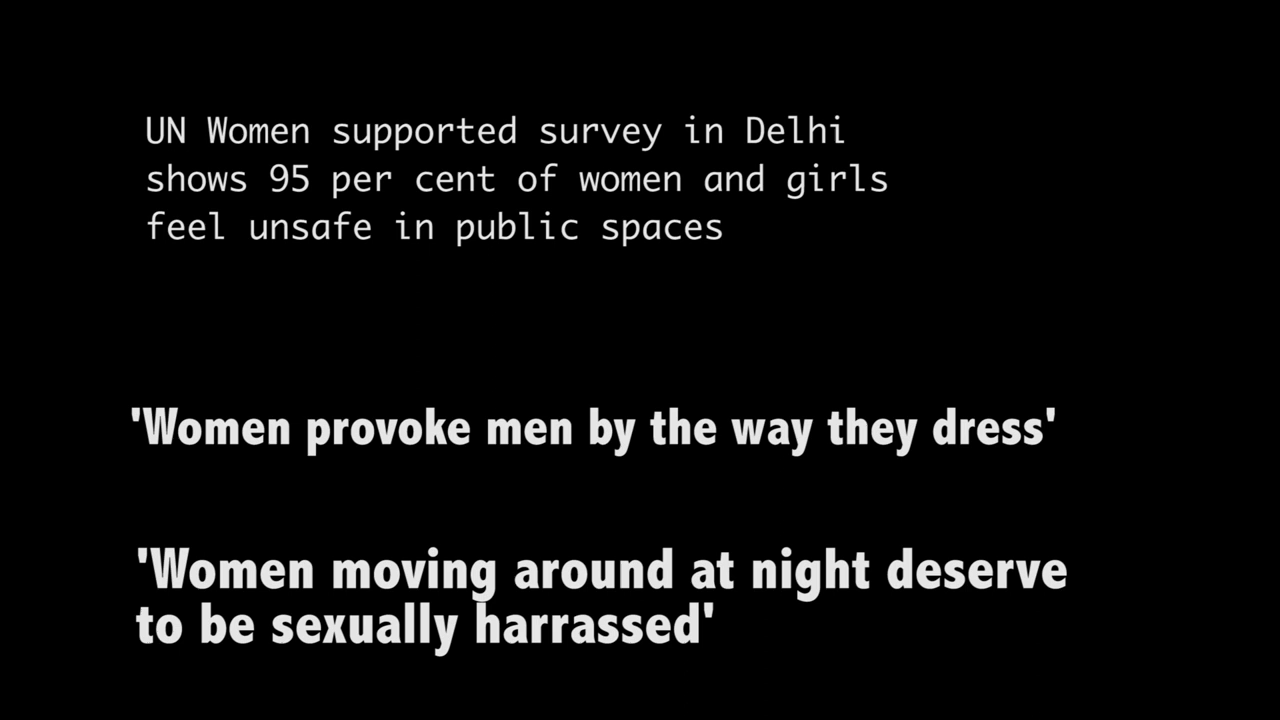 UN Women supported survey in Delhi
shows 95 per cent of women and girls
feel unsafe in public spaces
'Women provoke men by the way they dress'
'Women moving around at night deserve
to be sexually harrassed'